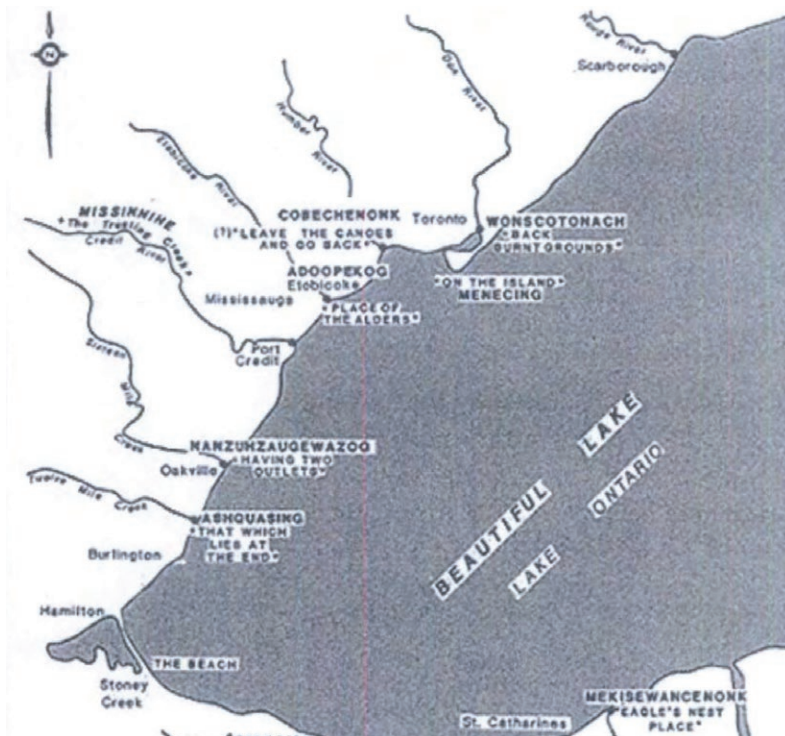 N
Rouge River
Scarborough
Don River
Humber River
Etobicoke River
MISSINNIHE
"The Trusting Creek"
Credit River
COBECHENONK
(?)"LEAVE THE CANOES
AND GO BACK"
Toronto
WONSCOTONACH
"BACK
BURNT GROUNDS"
ADOOPEKOG
Etobicoke
"PLACE OF
THE ALDERS"
"ON THE ISLAND"
MENECING
Mississauga
Port
Credit
Sixteen
Mile
Creek
NANZUHZAUGEWAZOG
Oakville
"HAVING TWO
OUTLETS"
Twelve Mile Creek
ASHQUASING
"THAT WHICH
LIES AT
THE END"
Burlington
BEAUTIFUL LAKE
LAKE ONTARIO
Hamilton
THE BEACH
Stoney
Creek
St. Catharines
MEKISEWANCENONK
"EAGLE'S NEST
PLACE"